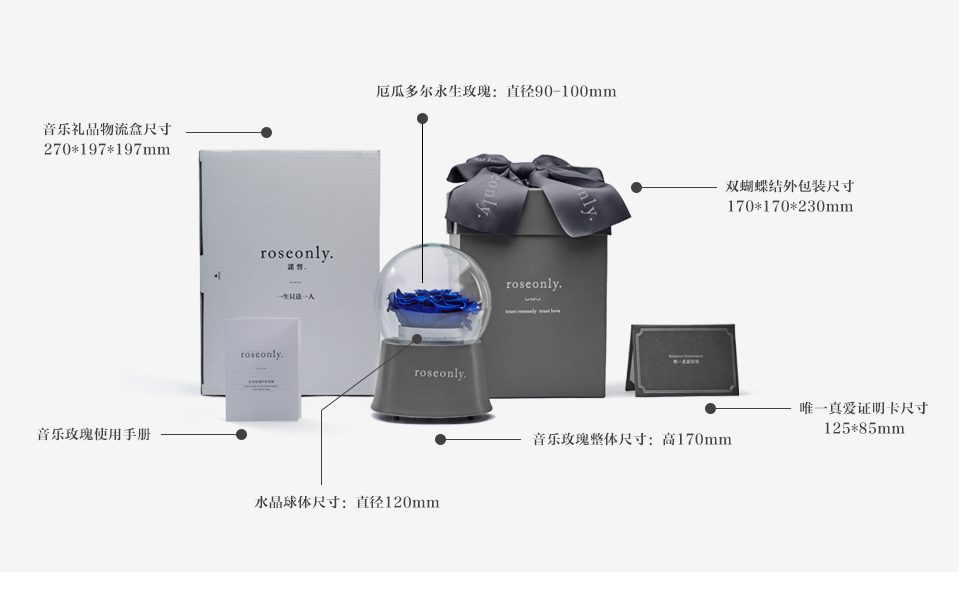 厄瓜多尔永生玫瑰：直径90-100mm
音乐礼品物流盒尺寸
270*197*197mm
双蝴蝶结外包装尺寸
170*170*230mm
roseonly.
諾誓.
一生只送一人
roseonly.
roseonly.
trust roseonly trust love
roseonly.
roseonly.
唯一真爱证明卡尺寸
125*85mm
音乐玫瑰使用手册
音乐玫瑰整体尺寸：高170mm
水晶球体尺寸：直径120mm